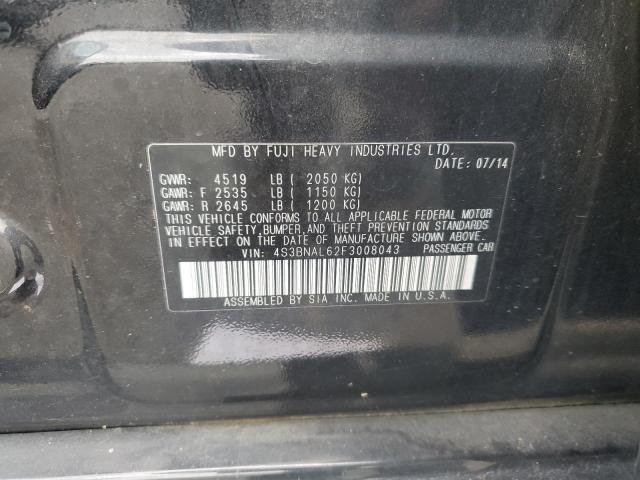 MFD BY FUJI HEAVY INDUSTRIES LTD.
DATE: 07/14
GVWR: 4519 LB ( 2050 KG)
GAWR: F 2535 LB ( 1150 KG)
GAWR: R 2645 LB ( 1200 KG)
THIS VEHICLE CONFORMS TO ALL APPLICABLE FEDERAL MOTOR
VEHICLE SAFETY, BUMPER, AND THEFT PREVENTION STANDARDS
IN EFFECT ON THE DATE OF MANUFACTURE SHOWN ABOVE.
VIN: 4S3BNAL62F3008043 PASSENGER CAR
ASSEMBLED BY SIA INC. MADE IN U.S.A.